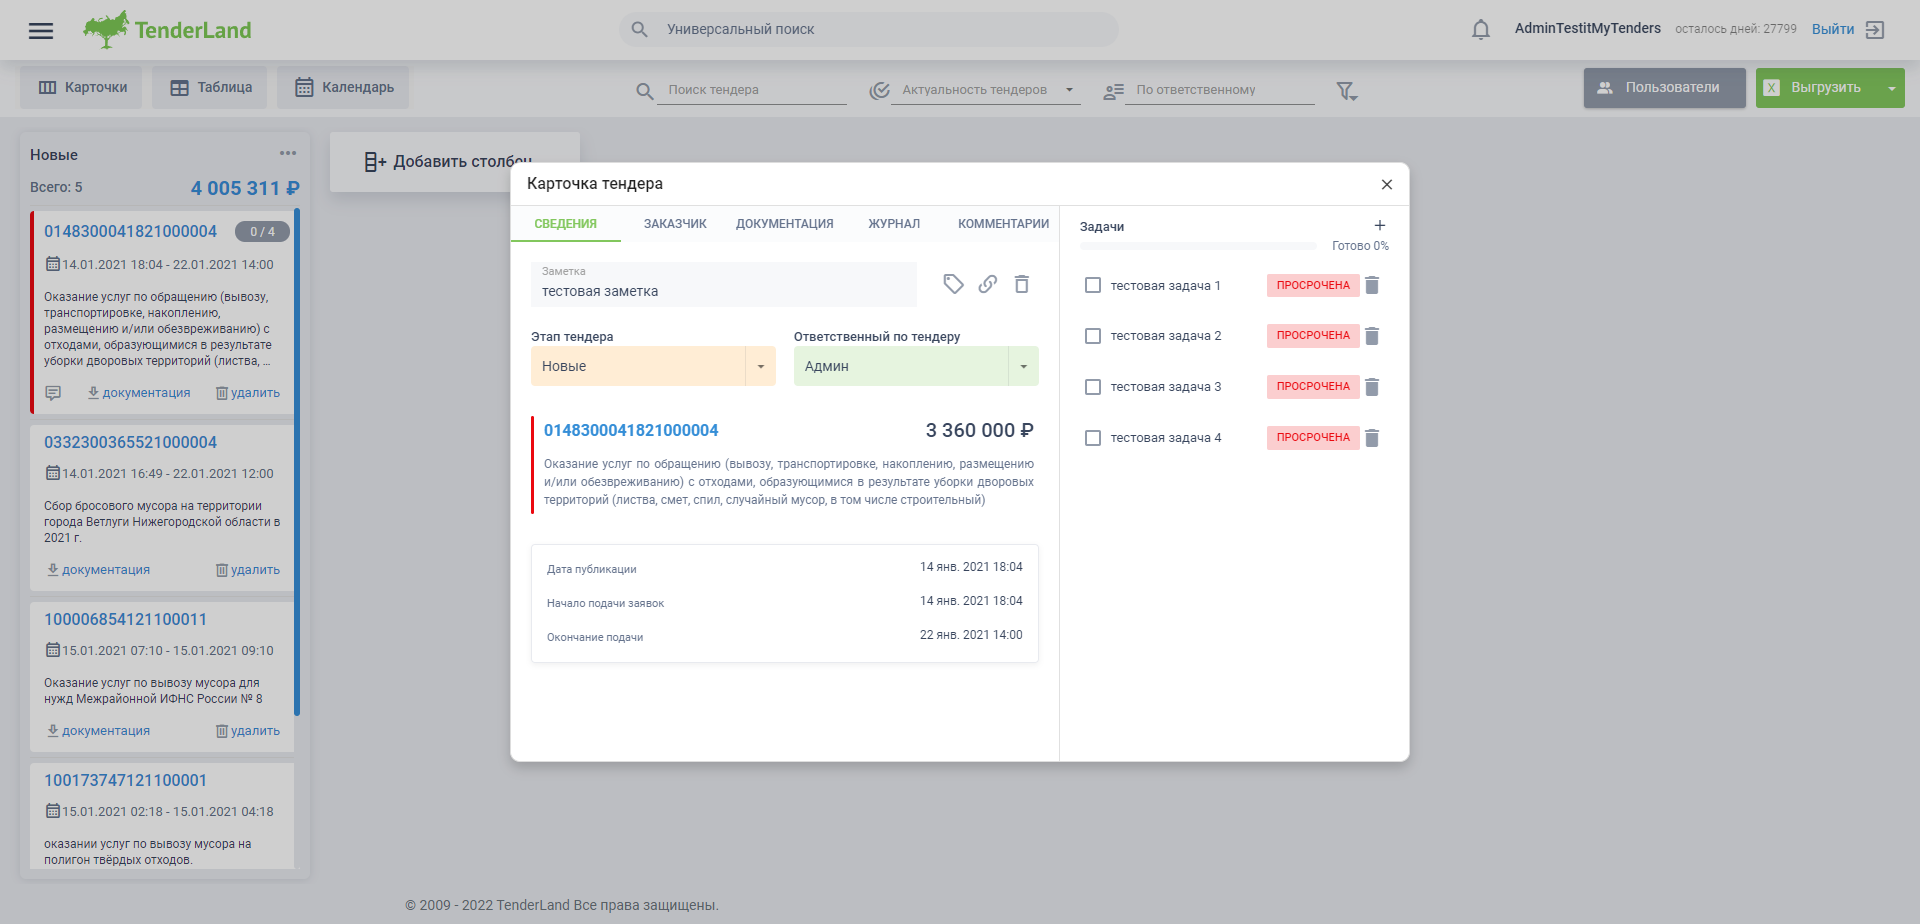 TenderLand
Универсальный поиск
AdminTestitMyTenders
осталось дней: 27799
Выйти
Карточки
Таблица
Календарь
Поиск тендера
Актуальность тендеров
По ответственному
Пользователи
X
Выгрузить
Новые
Всего: 5
4 005 311 ₽
0148300041821000004
0 / 4
14.01.2021 18:04 - 22.01.2021 14:00
Оказание услуг по обращению (вывозу,
транспортировке, накоплению,
размещению и/или обезвреживанию) с
отходами, образующимися в результате
уборки дворовых территорий (листва, ...
документация
удалить
0332300365521000004
14.01.2021 16:49 - 22.01.2021 12:00
Сбор бросового мусора на территории
города Ветлуги Нижегородской области в
2021 г.
документация
удалить
100006854121100011
15.01.2021 07:10 - 15.01.2021 09:10
Оказание услуг по вывозу мусора для
нужд Межрайонной ИФНС России № 8
документация
удалить
100173747121100001
15.01.2021 02:18 - 15.01.2021 04:18
оказании услуг по вывозу мусора на
полигон твёрдых отходов.
Добавить столбец
Карточка тендера
СВЕДЕНИЯ
ЗАКАЗЧИК
ДОКУМЕНТАЦИЯ
ЖУРНАЛ
КОММЕНТАРИИ
Заметка
тестовая заметка
Этап тендера
Новые
Ответственный по тендеру
Админ
0148300041821000004
3 360 000 ₽
Оказание услуг по обращению (вывозу, транспортировке, накоплению, размещению
и/или обезвреживанию) с отходами, образующимися в результате уборки дворовых
территорий (листва, смет, спил, случайный мусор, в том числе строительный)
Дата публикации
14 янв. 2021 18:04
Начало подачи заявок
14 янв. 2021 18:04
Окончание подачи
22 янв. 2021 14:00
Задачи
Готово 0%
тестовая задача 1
ПРОСРОЧЕНА
тестовая задача 2
ПРОСРОЧЕНА
тестовая задача 3
ПРОСРОЧЕНА
тестовая задача 4
ПРОСРОЧЕНА
© 2009 - 2022 TenderLand Все права защищены.